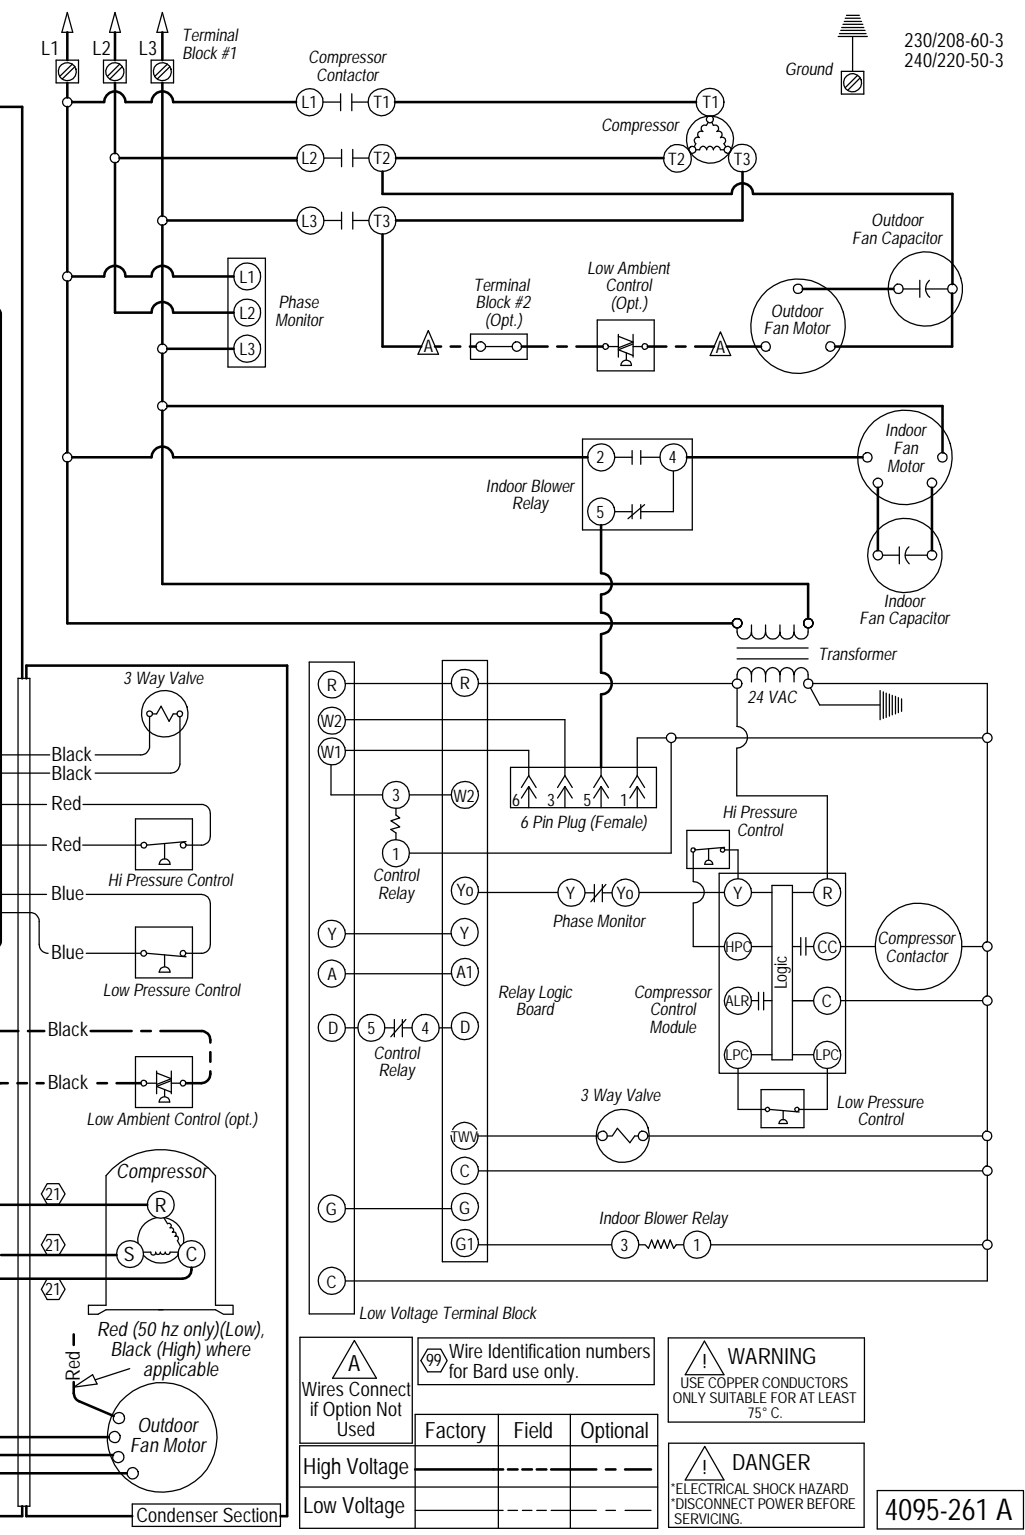 L1
L2
L3
Terminal
Block #1
Compressor
Contactor
Ground
230/208-60-3
240/220-50-3
L1
T1
T1
Compressor
L2
T2
T2
T3
L3
T3
Outdoor
Fan Capacitor
L1
L2
L3
Phase
Monitor
Terminal
Block #2
(Opt.)
Low Ambient
Control
(Opt.)
A
A
Outdoor
Fan Motor
Indoor
Fan
Motor
2
4
5
Indoor Blower
Relay
Indoor
Fan Capacitor
Transformer
24 VAC
3 Way Valve
Black
Black
Red
Red
Hi Pressure Control
Blue
Blue
Low Pressure Control
Black
Black
Low Ambient Control (opt.)
Compressor
21
R
21
S
C
21
Red (50 hz only)(Low),
Black (High) where
applicable
Red
Outdoor
Fan Motor
Condenser Section
R
R
W2
W1
3
W2
1
Control
Relay
6
3
5
1
6 Pin Plug (Female)
Hi Pressure
Control
Yo
Y
Yo
Phase Monitor
Y
R
Y
Y
HPC
CC
Compressor
Contactor
A
A1
Relay Logic
Board
Compressor
Control
Module
Logic
ALR
C
D
5
4
D
Control
Relay
LPC
LPC
Low Pressure
Control
3 Way Valve
TWV
C
G
G
Indoor Blower Relay
G1
3
1
C
Low Voltage Terminal Block
A
Wires Connect
if Option Not
Used
99
Wire Identification numbers
for Bard use only.
Factory
Field
Optional
High Voltage
Low Voltage
!
WARNING
USE COPPER CONDUCTORS
ONLY SUITABLE FOR AT LEAST
75° C.
!
DANGER
*ELECTRICAL SHOCK HAZARD
*DISCONNECT POWER BEFORE
SERVICING.
4095-261 A